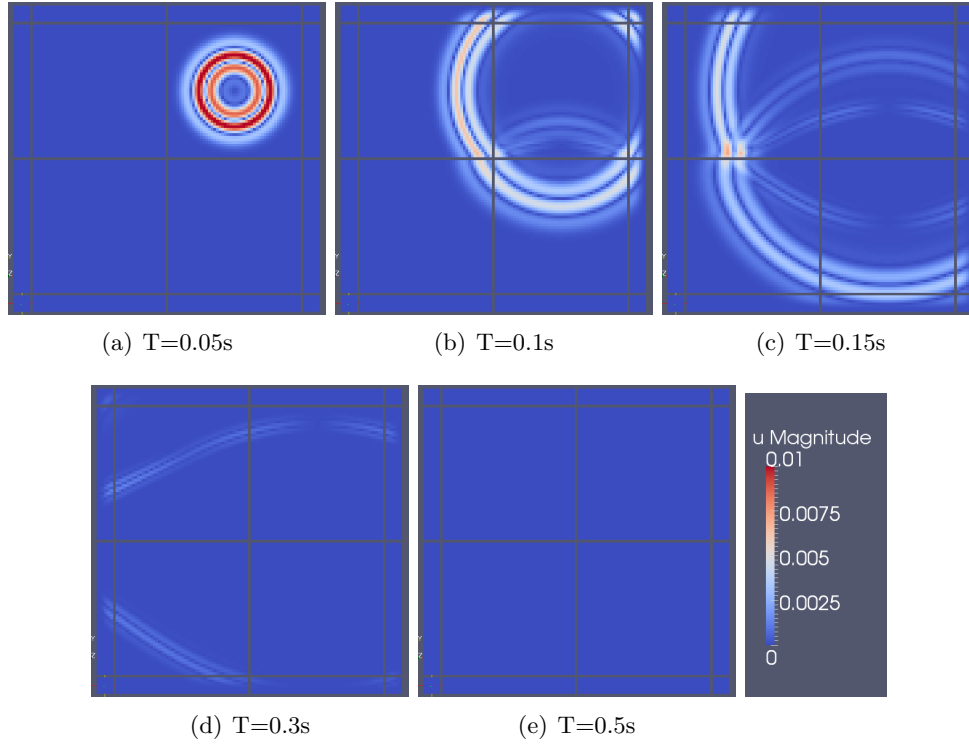 Y
Z
Y
Z
Y
Z
(a) T=0.05s
(b) T=0.1s
(c) T=0.15s
Y
Z
Y
Z
u Magnitude
0.01
0.0075
0.005
0.0025
0
(d) T=0.3s
(e) T=0.5s